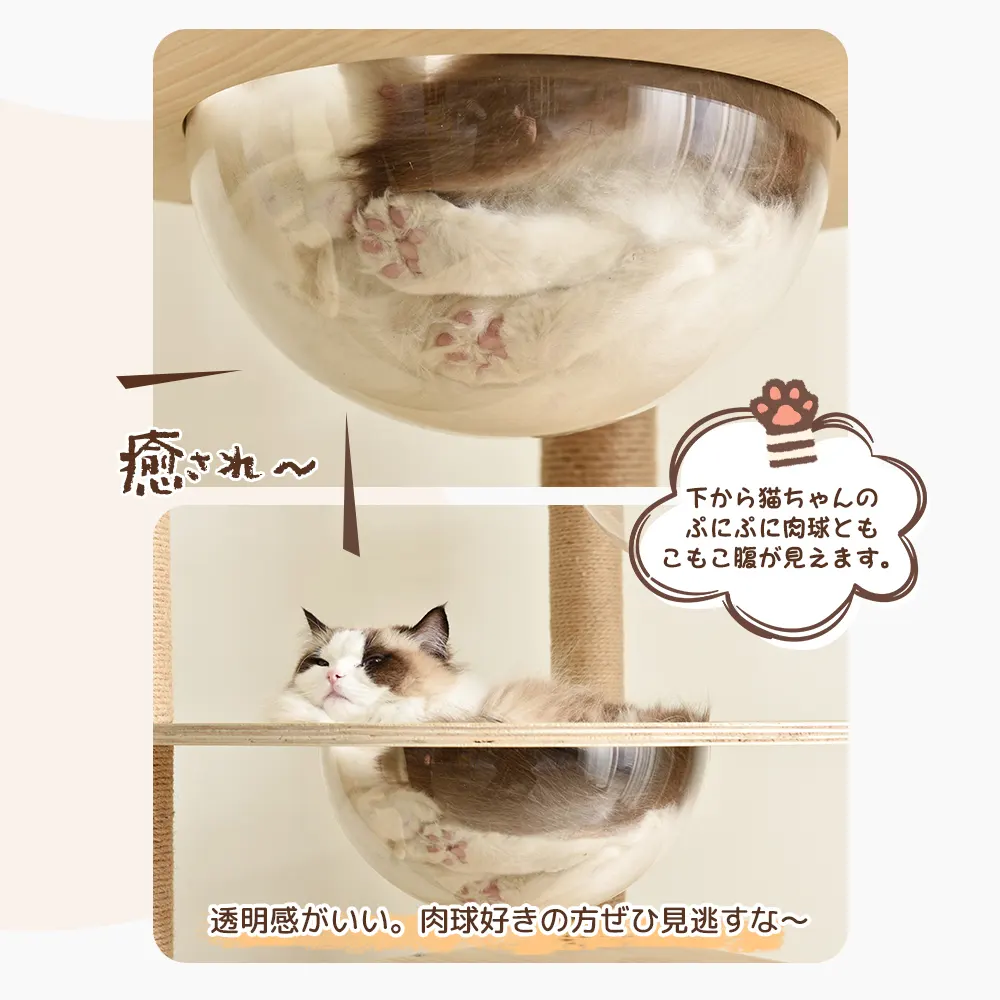 癒され～
下から猫ちゃんの
ぷにぷに肉球とも
こもこ腹が見えます。
透明感がいい。肉球好きの方ぜひ見逃すな～